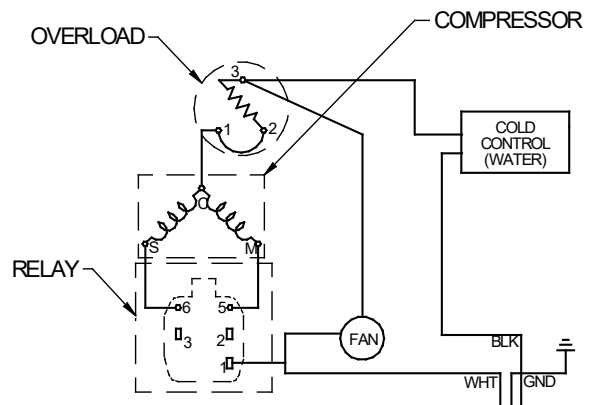 COMPRESSOR
OVERLOAD
3
1
2
COLD
CONTROL
(WATER)
C
S
M
RELAY
6
5
3
2
1
FAN
BLK
WHT
GND